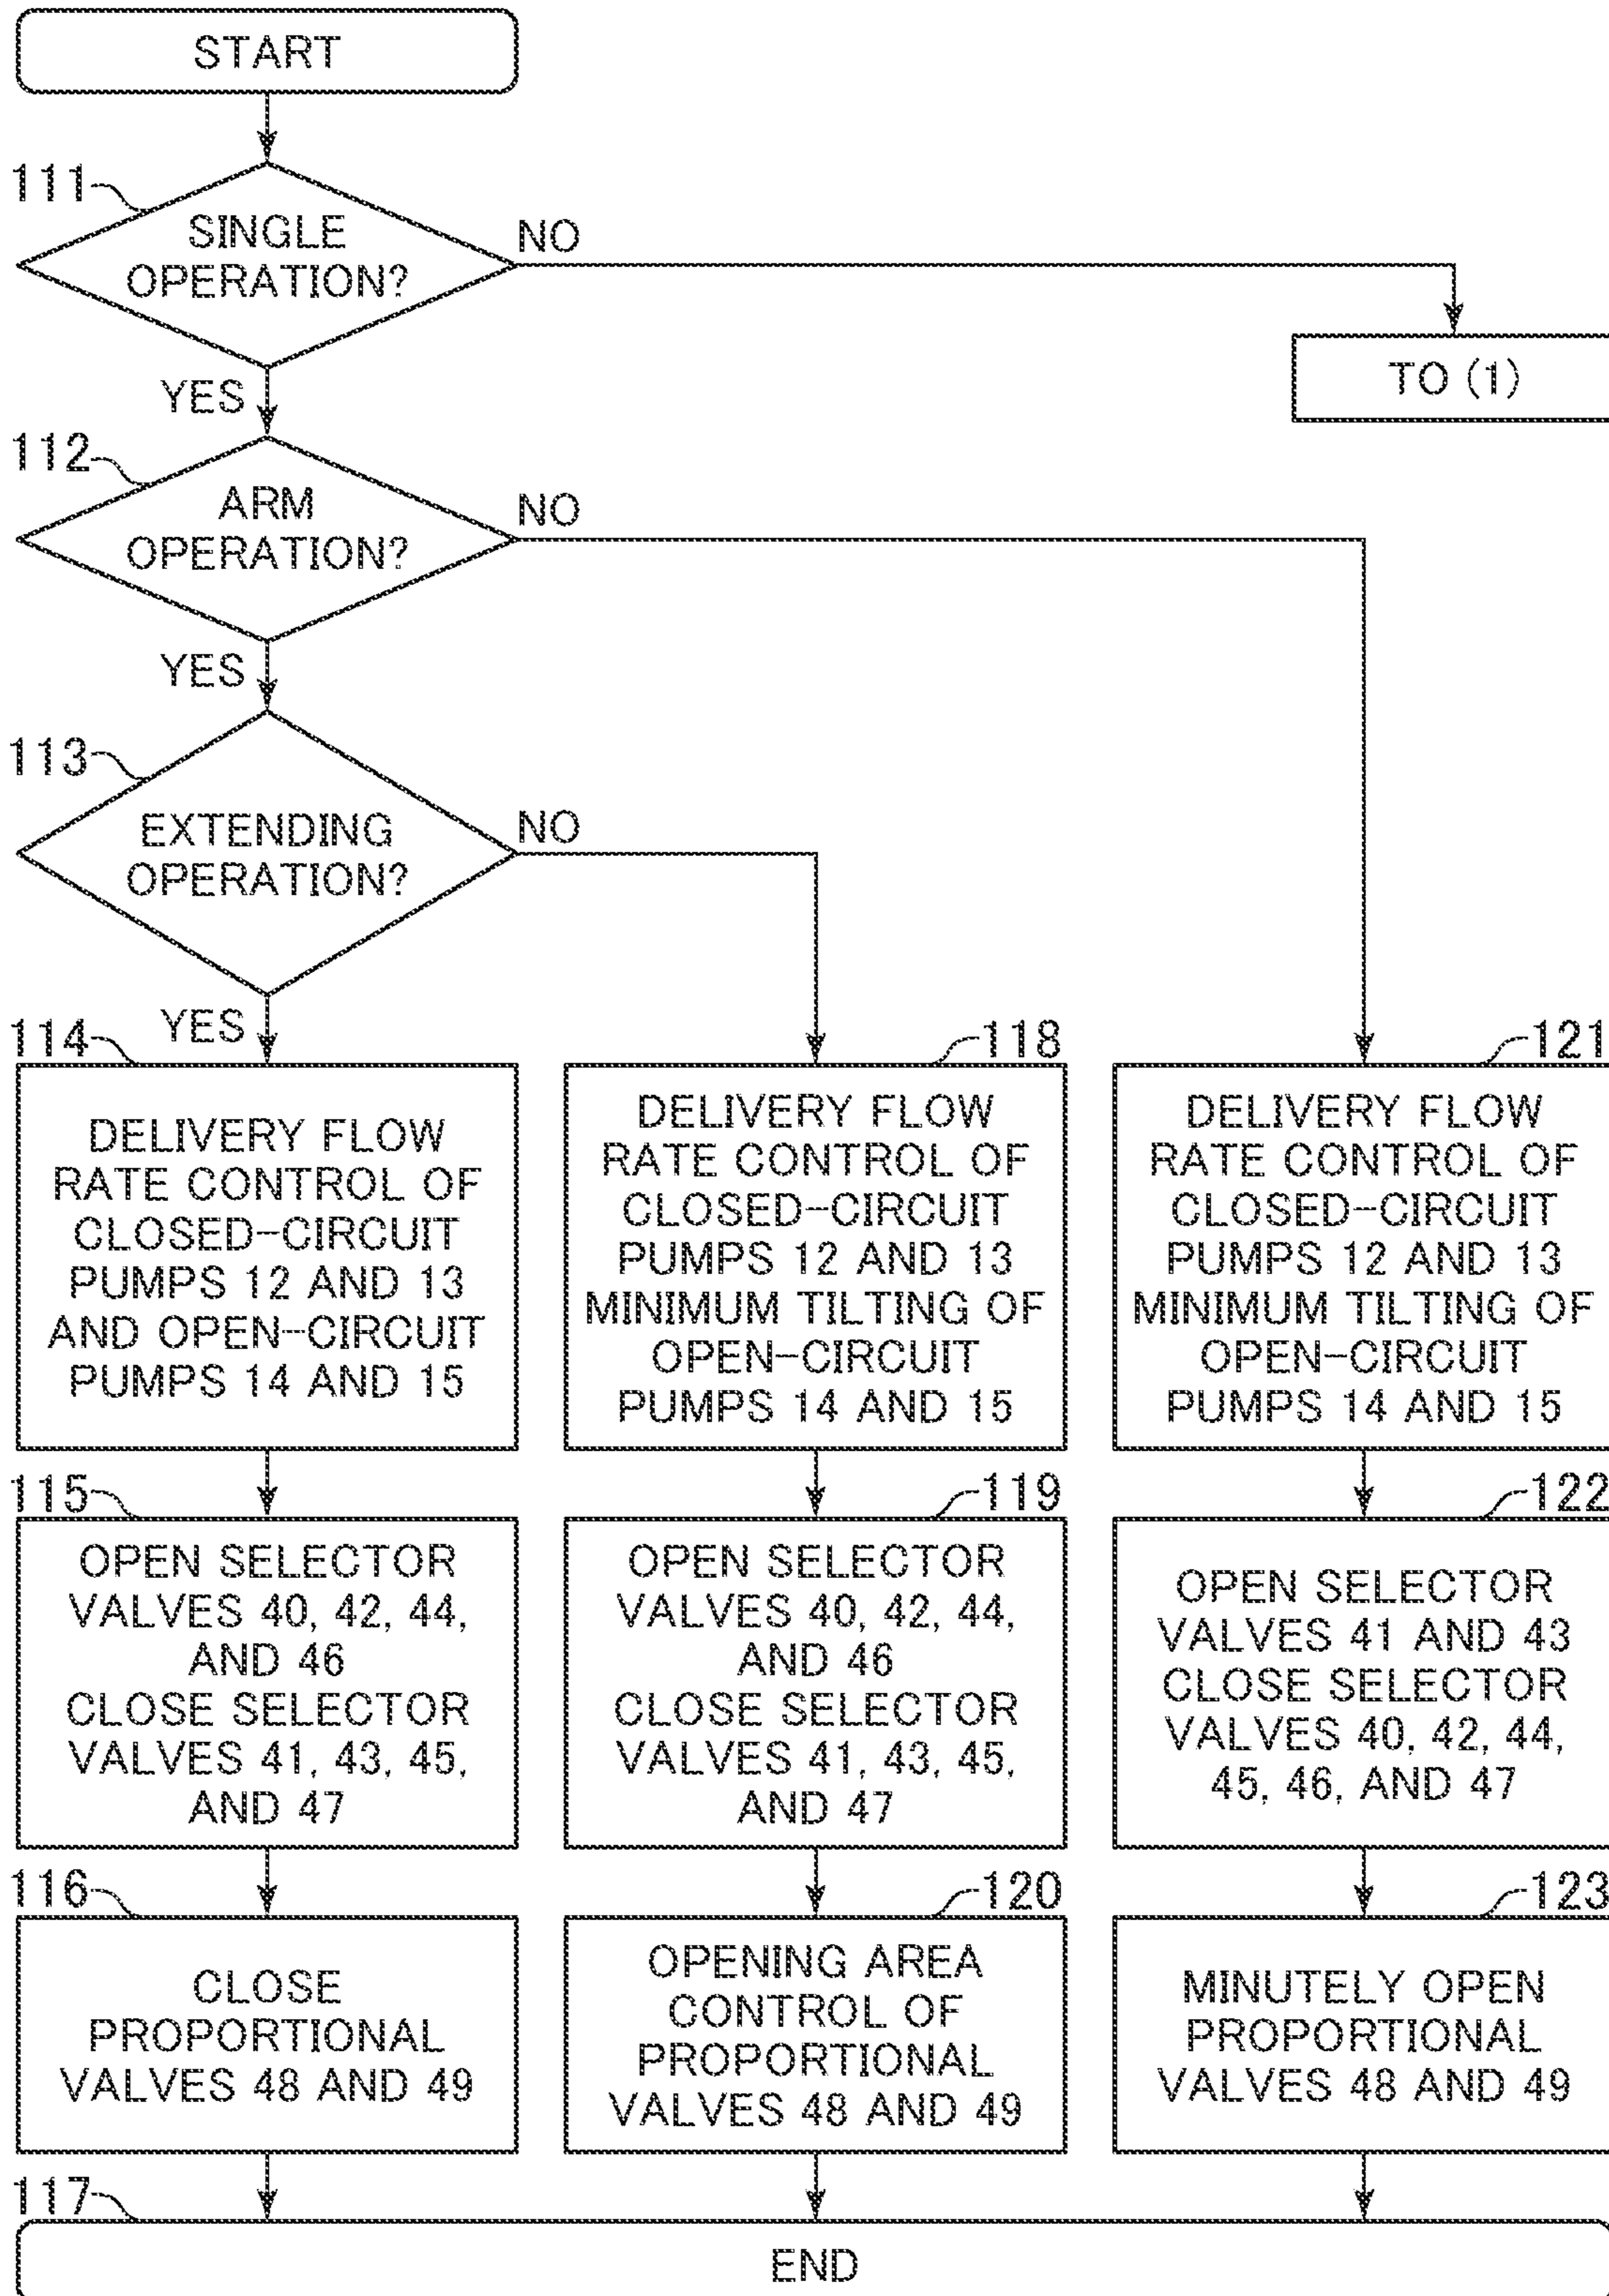 START
111
SINGLE
OPERATION?
NO
TO (1)
YES
112
ARM
OPERATION?
NO
YES
113
EXTENDING
OPERATION?
NO
YES
114
DELIVERY FLOW
RATE CONTROL OF
CLOSED-CIRCUIT
PUMPS 12 AND 13
AND OPEN-CIRCUIT
PUMPS 14 AND 15
118
DELIVERY FLOW
RATE CONTROL OF
CLOSED-CIRCUIT
PUMPS 12 AND 13
MINIMUM TILTING OF
OPEN-CIRCUIT
PUMPS 14 AND 15
121
DELIVERY FLOW
RATE CONTROL OF
CLOSED-CIRCUIT
PUMPS 12 AND 13
MINIMUM TILTING OF
OPEN-CIRCUIT
PUMPS 14 AND 15
115
OPEN SELECTOR
VALVES 40, 42, 44,
AND 46
CLOSE SELECTOR
VALVES 41, 43, 45,
AND 47
119
OPEN SELECTOR
VALVES 40, 42, 44,
AND 46
CLOSE SELECTOR
VALVES 41, 43, 45,
AND 47
122
OPEN SELECTOR
VALVES 41 AND 43
CLOSE SELECTOR
VALVES 40, 42, 44,
45, 46, AND 47
116
CLOSE
PROPORTIONAL
VALVES 48 AND 49
120
OPENING AREA
CONTROL OF
PROPORTIONAL
VALVES 48 AND 49
123
MINUTELY OPEN
PROPORTIONAL
VALVES 48 AND 49
117
END